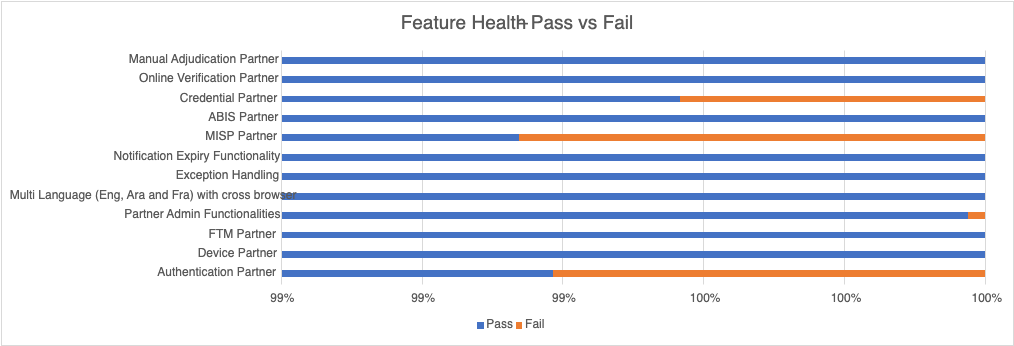 Feature Health - Pass vs Fail
Manual Adjudication Partner
Online Verification Partner
Credential Partner
ABIS Partner
MISP Partner
Notification Expiry Functionality
Exception Handling
Multi Language (Eng, Ara and Fra) with cross browser
Partner Admin Functionalities
FTM Partner
Device Partner
Authentication Partner
99% 99% 99% 100% 100% 100%
Pass Fail